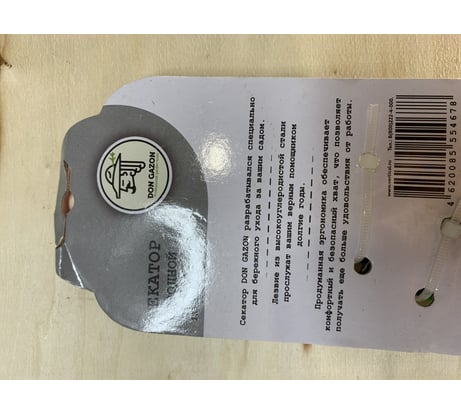 DON GAZON
СЕКАТОР
Секатор DON GAZON разрабатывался специально
для бережного ухода за вашим садом.
Лезвие из высокоуглеродистой стали
прослужат вашим верным помощником
долгие годы.
Продуманная эргономика обеспечивает
комфортный и безопасный хват, что позволяет
получать еще больше удовольствия от работы.
4 620085 554678